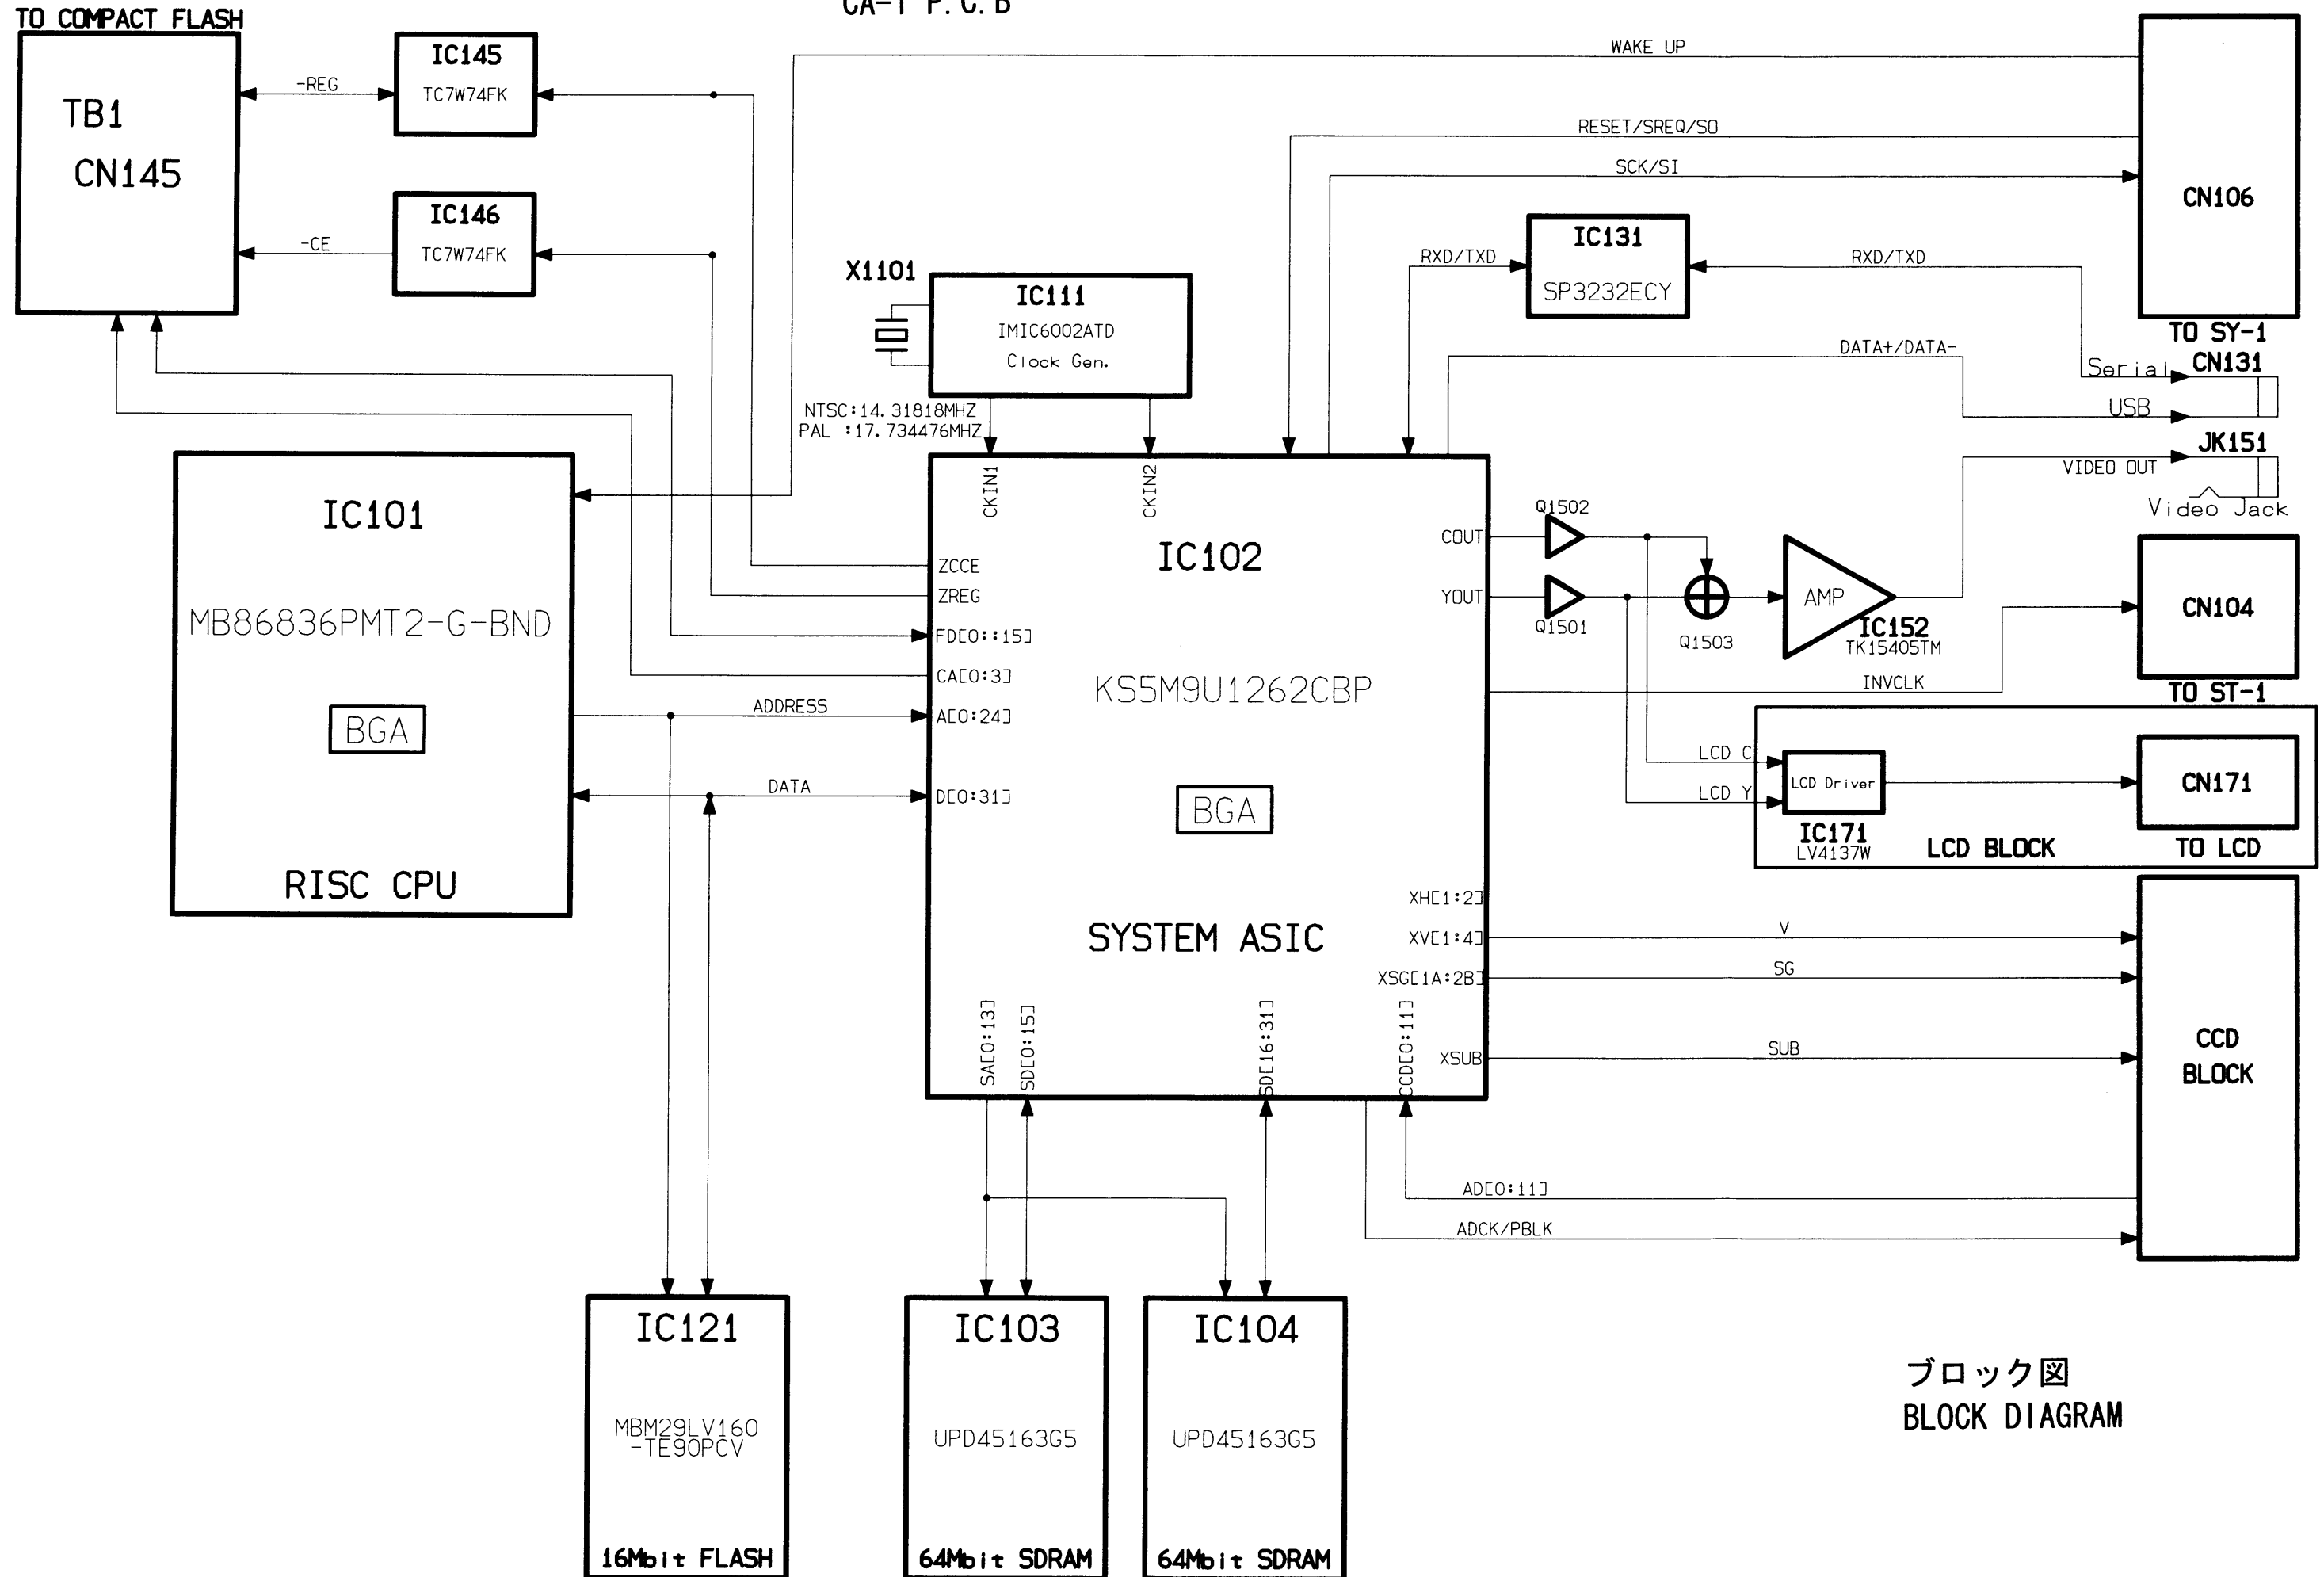 CA-1 P.C.B
TO COMPACT FLASH
TB1
CN145
-REG
IC145
TC7W74FK
-CE
IC146
TC7W74FK
WAKE UP
RESET/SREQ/SO
SCK/SI
CN106
TO SY-1
IC131
SP3232ECY
RXD/TXD
RXD/TXD
DATA+/DATA-
Serial
CN131
USB
JK151
VIDEO OUT
Video Jack
X1101
IC111
IMIC6002ATD
Clock Gen.
NTSC:14.31818MHZ
PAL :17.734476MHZ
IC101
MB86836PMT2-G-BND
BGA
RISC CPU
ADDRESS
DATA
CKIN1
CKIN2
IC102
KS5M9U1262CBP
BGA
SYSTEM ASIC
ZCCE
ZREG
FD[0::15]
CA[0:3]
A[0:24]
D[0:31]
COUT
YOUT
XH[1:2]
XV[1:4]
XSG[1A:2B]
XSUB
SA[0:13]
SD[0:15]
SD[16:31]
CCD[0:11]
Q1502
Q1501
Q1503
AMP
IC152
TK15405TM
INVCLK
CN104
TO ST-1
LCD C
LCD Y
LCD Driver
IC171
LV4137W
LCD BLOCK
CN171
TO LCD
V
SG
SUB
CCD
BLOCK
AD[0:11]
ADCK/PBLK
IC121
MBM29LV160
-TE90PCV
16Mbit FLASH
IC103
UPD45163G5
64Mbit SDRAM
IC104
UPD45163G5
64Mbit SDRAM
ブロック図
BLOCK DIAGRAM